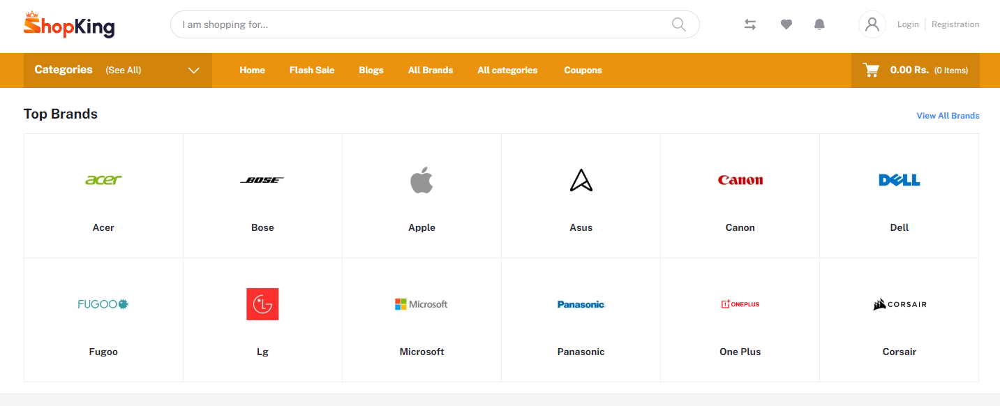 ShopKing
I am shopping for...
Login Registration
Categories (See All) Home Flash Sale Blogs All Brands All categories Coupons 0.00 Rs. (0 Items)
Top Brands View All Brands
acer BOSE Canon DELL
Acer Bose Apple Asus Canon Dell
FUGOO LG Microsoft Panasonic 1+ ONEPLUS CORSAIR
Fugoo Lg Microsoft Panasonic One Plus Corsair